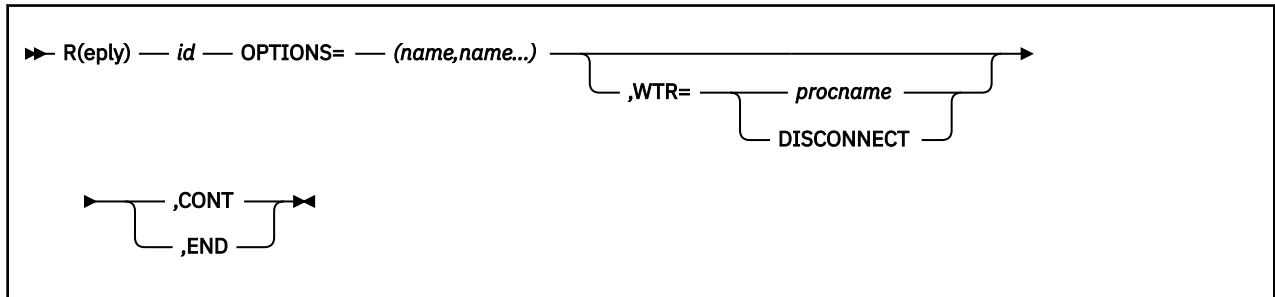 R(eply) id OPTIONS= (name,name...)
,WTR= procname
DISCONNECT
,CONT
,END